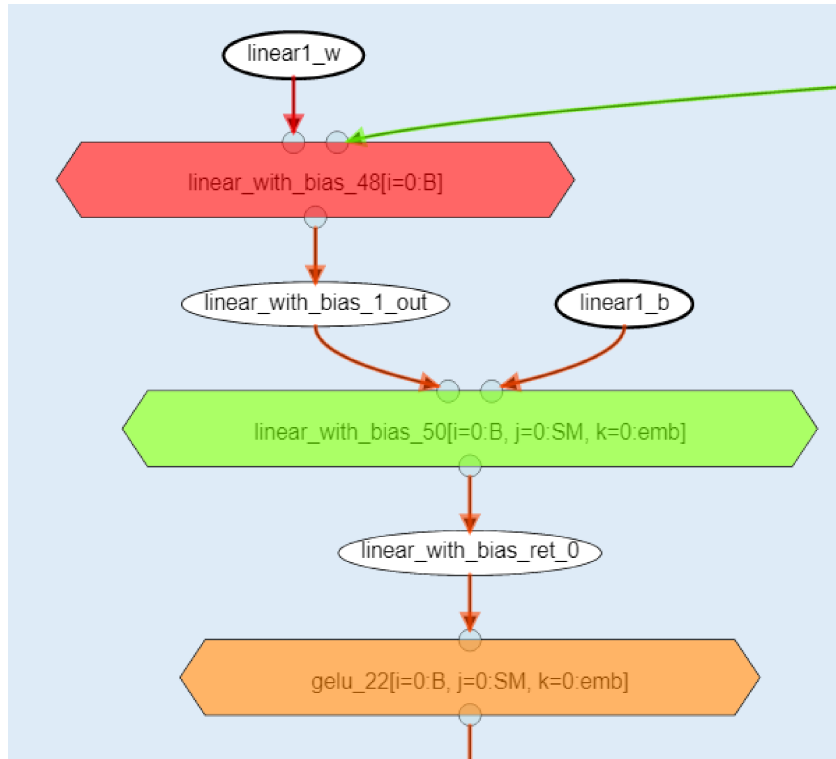 linear1_w
linear_with_bias_48[i=0:B]
linear_with_bias_1_out
linear1_b
linear_with_bias_50[i=0:B, j=0:SM, k=0:emb]
linear_with_bias_ret_0
gelu_22[i=0:B, j=0:SM, k=0:emb]